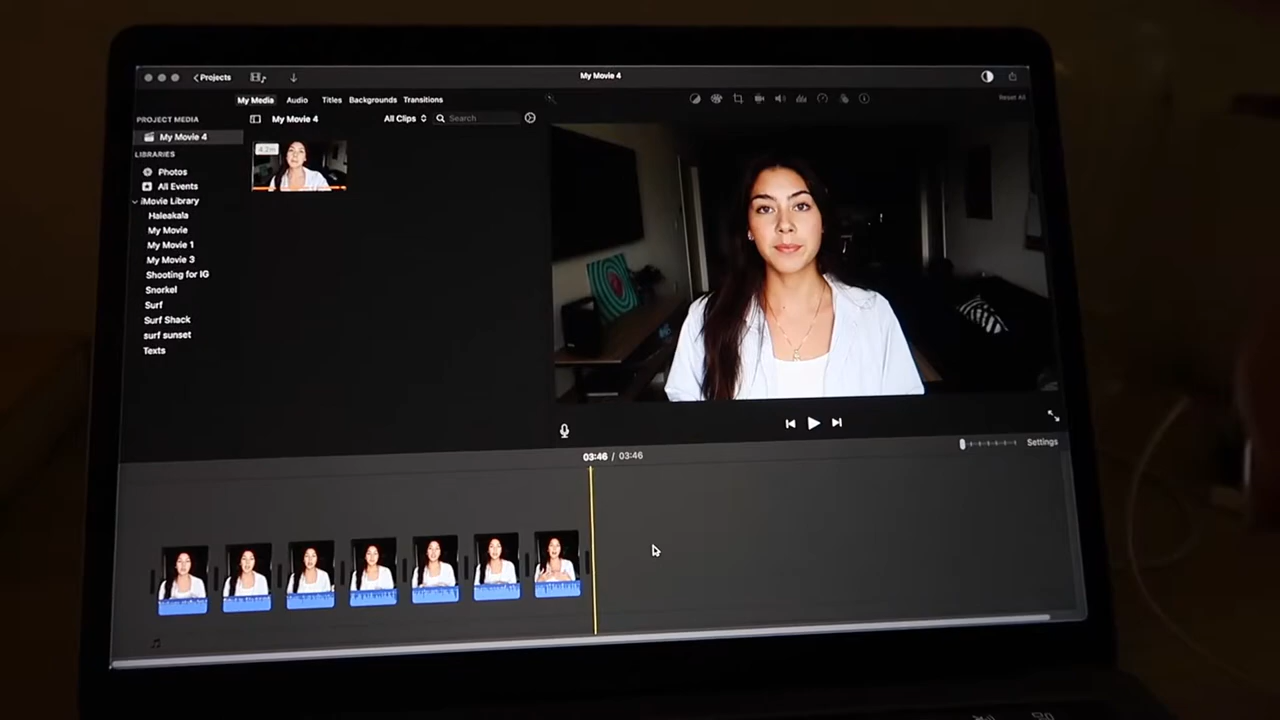 Projects
My Movie 4
My Media Audio Titles Backgrounds Transitions
Reset All
PROJECT MEDIA
My Movie 4
All Clips
Search
My Movie 4
4.2m
LIBRARIES
Photos
All Events
iMovie Library
Haleakala
My Movie
My Movie 1
My Movie 3
Shooting for IG
Snorkel
Surf
Surf Shack
surf sunset
Texts
Settings
03:46 / 03:46